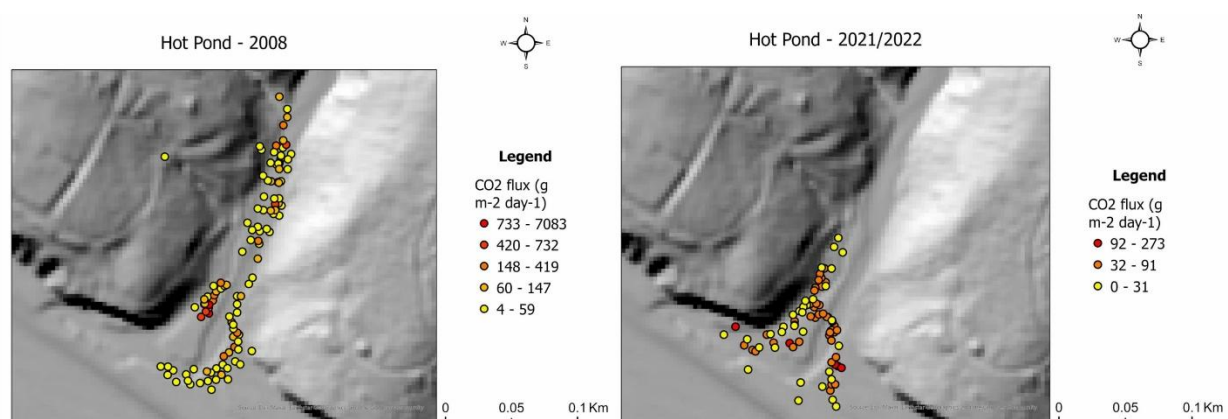 Hot Pond - 2008
N
W E
S
Legend
CO2 flux (g
m-2 day-1)
733 - 7083
420 - 732
148 - 419
60 - 147
4 - 59
0 0.05 0.1 Km
Hot Pond - 2021/2022
N
W E
S
Legend
CO2 flux (g
m-2 day-1)
92 - 273
32 - 91
0 - 31
0 0.05 0.1 Km